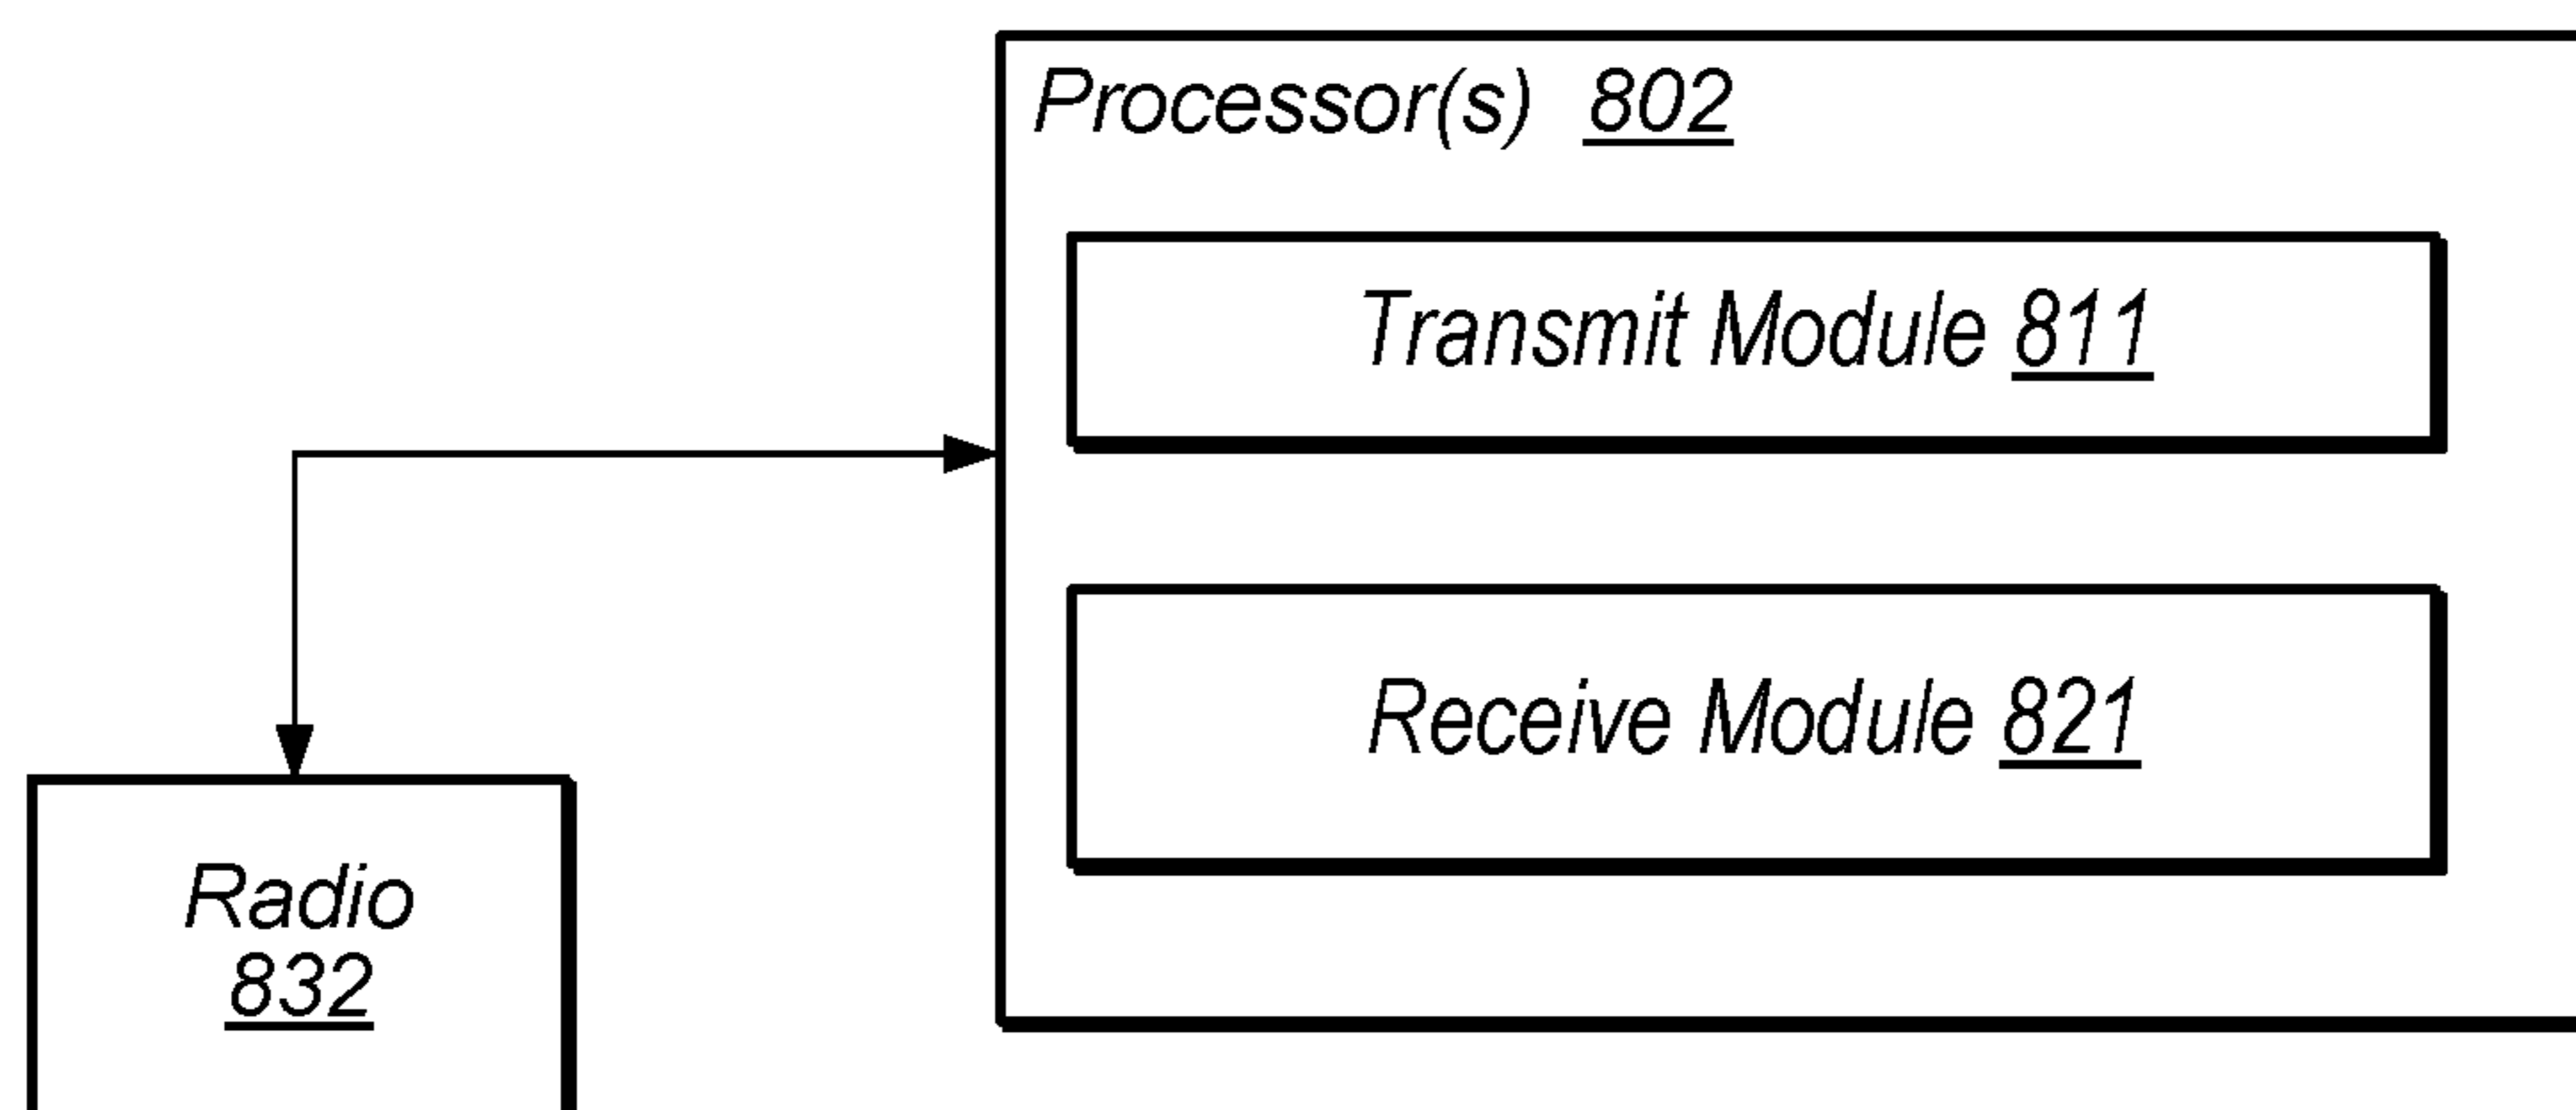 Processor(s) 802
Transmit Module 811
Receive Module 821
Radio
832